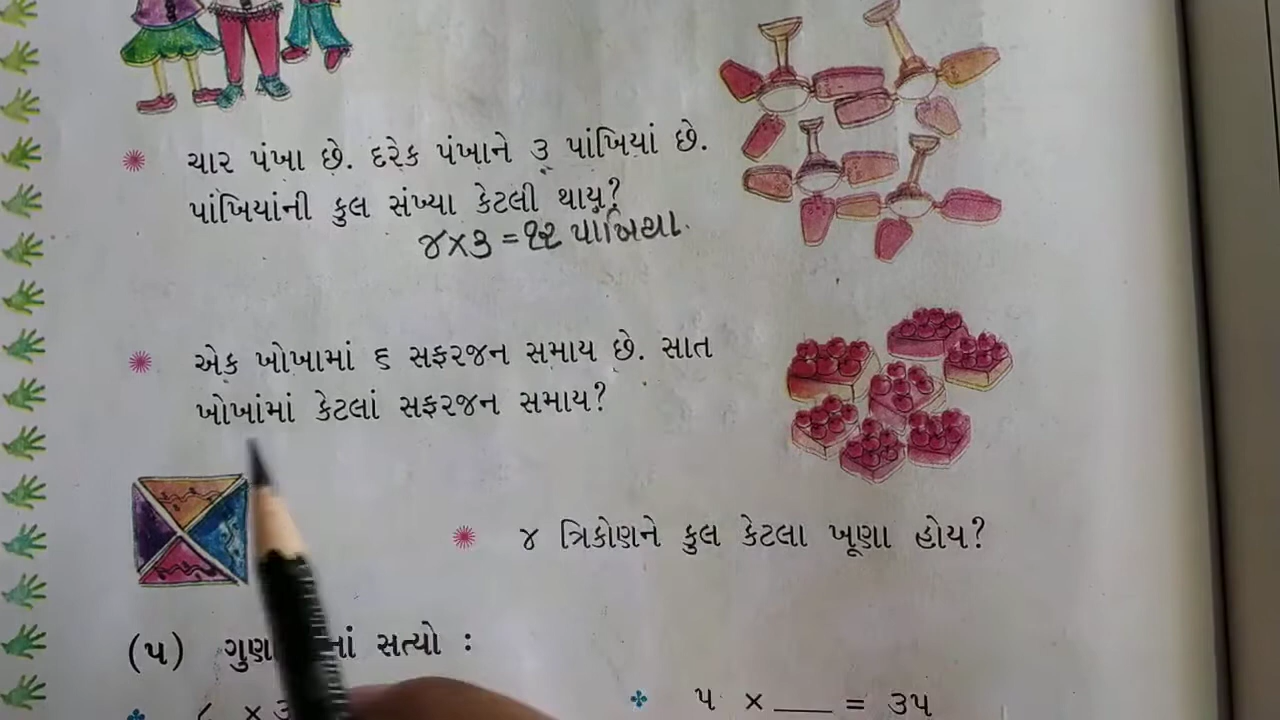 ચાર પંખા છે. દરેક પંખાને ૩ પાંખિયાં છે.
પાંખિયાંની કુલ સંખ્યા કેટલી થાય?
૪×૩ = ૧૨ પાંખિયા.
એક ખોખામાં ૬ સફરજન સમાય છે. સાત
ખોખાંમાં કેટલાં સફરજન સમાય?
૪ ત્રિકોણને કુલ કેટલા ખૂણા હોય?
(૫) સત્યો :
૫ × ___ = ૩૫